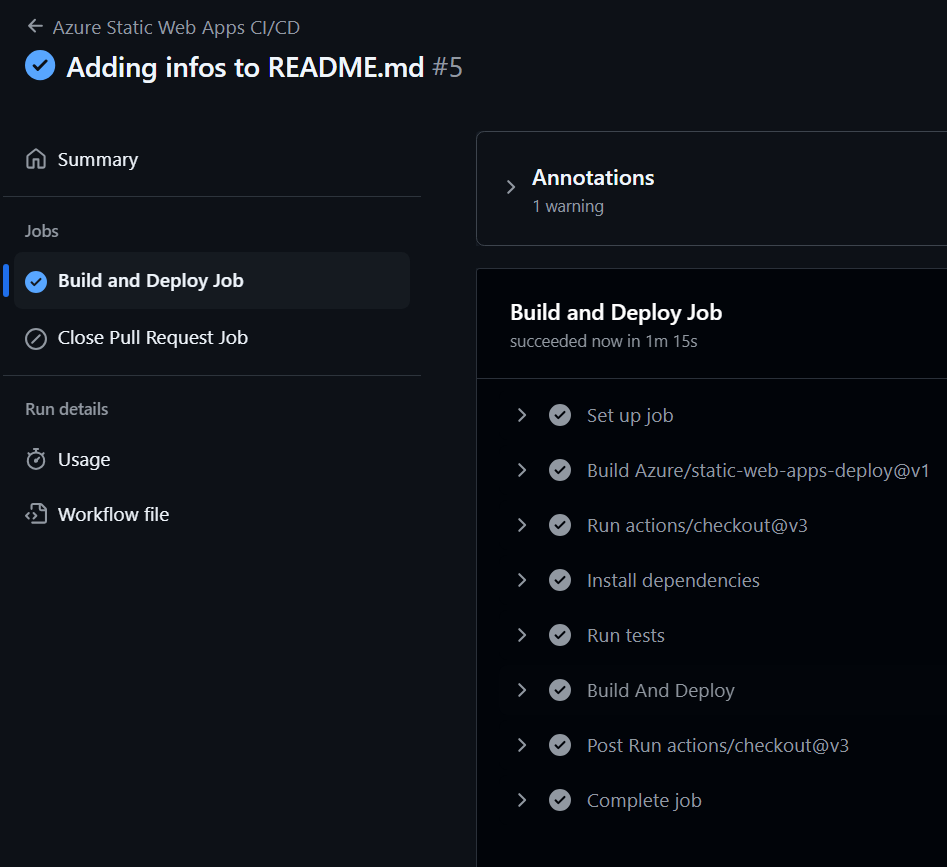 Azure Static Web Apps CI/CD
Adding infos to README.md #5
Summary
Jobs
Build and Deploy Job
Close Pull Request Job
Run details
Usage
Workflow file
Annotations
1 warning
Build and Deploy Job
succeeded now in 1m 15s
Set up job
Build Azure/static-web-apps-deploy@v1
Run actions/checkout@v3
Install dependencies
Run tests
Build And Deploy
Post Run actions/checkout@v3
Complete job